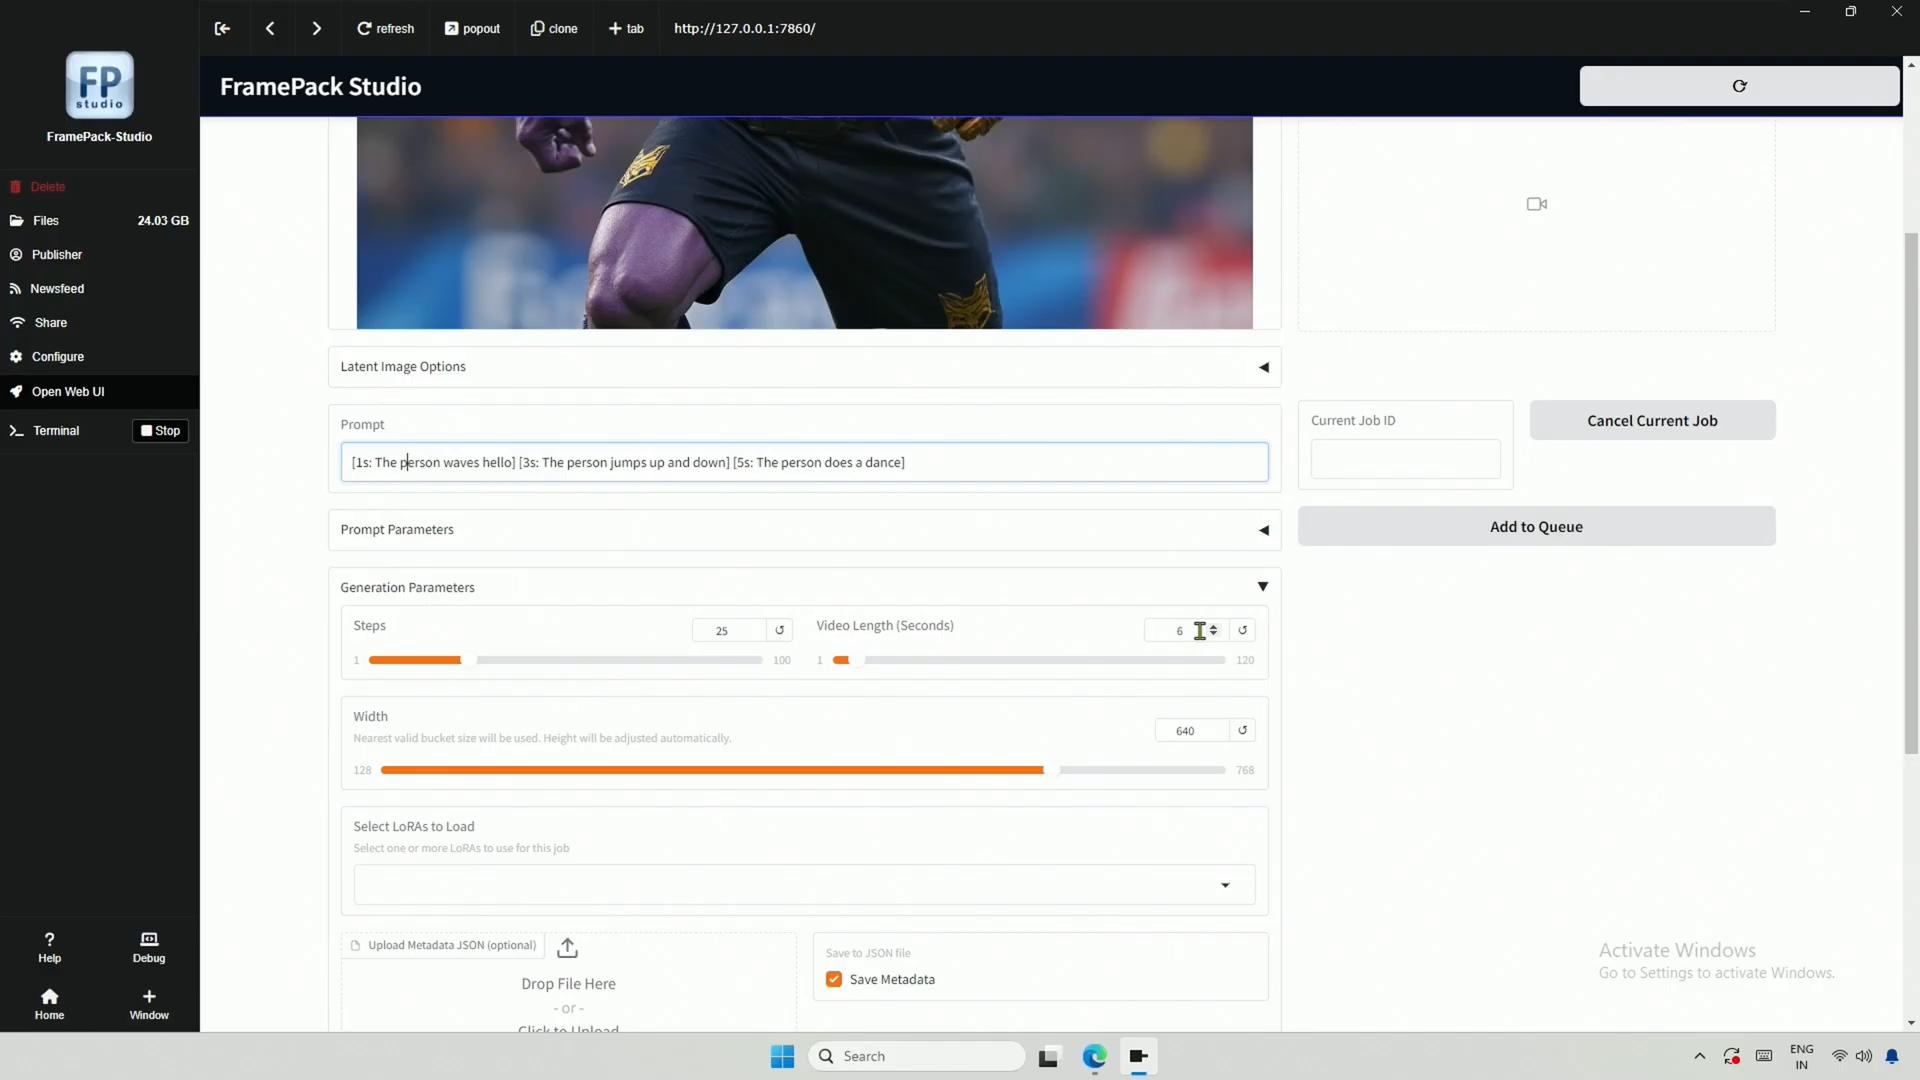 refresh
popout
clone
tab
http://127.0.0.1:7860/
FP
studio
FramePack-Studio
FramePack Studio
Delete
Files 24.03 GB
Publisher
Newsfeed
Share
Configure
Open Web UI
Terminal Stop
Help
Debug
Home
Window
Latent Image Options
Prompt
[1s: The person waves hello] [3s: The person jumps up and down] [5s: The person does a dance]
Prompt Parameters
Generation Parameters
Steps
25
1
100
Video Length (Seconds)
6
1
120
Width
Nearest valid bucket size will be used. Height will be adjusted automatically.
640
128
768
Select LoRAs to Load
Select one or more LoRAs to use for this job
Upload Metadata JSON (optional)
Drop File Here
- or -
Click to Upload
Save to JSON file
Save Metadata
Current Job ID
Cancel Current Job
Add to Queue
Activate Windows
Go to Settings to activate Windows.
Search
ENG
IN